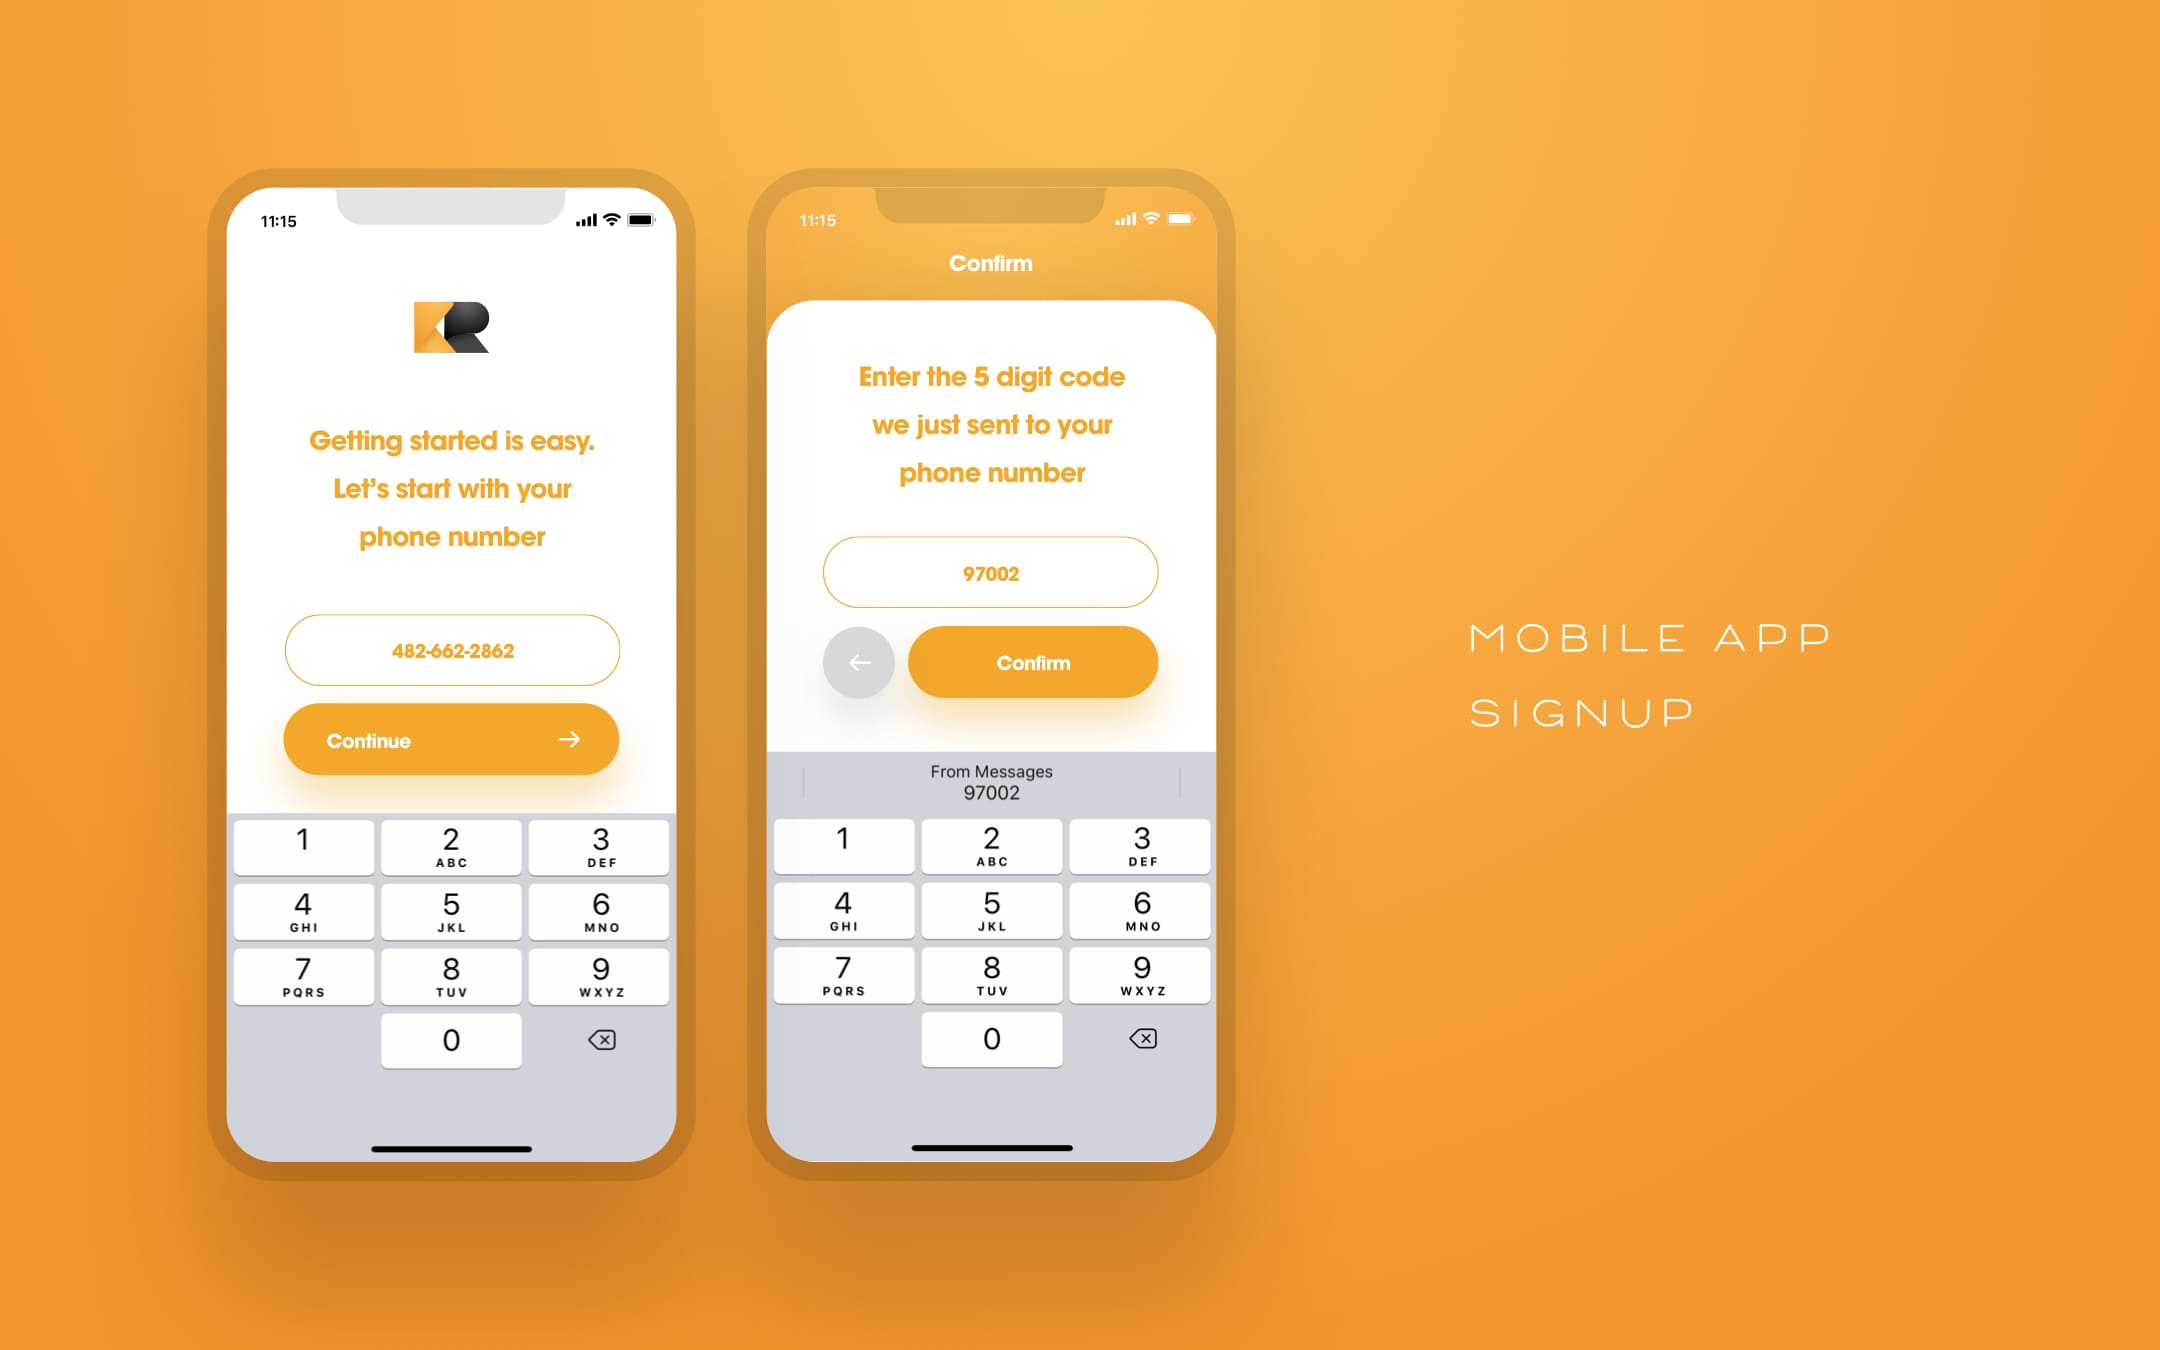 11:15
KR
Getting started is easy.
Let's start with your
phone number
482-662-2862
Continue
1
2
3
ABC
DEF
4
5
6
GHI
JKL
MNO
7
8
9
PQRS
TUV
WXYZ
0
11:15
Confirm
Enter the 5 digit code
we just sent to your
phone number
97002
Confirm
From Messages
97002
1
2
3
ABC
DEF
4
5
6
GHI
JKL
MNO
7
8
9
PQRS
TUV
WXYZ
0
MOBILE APP
SIGNUP